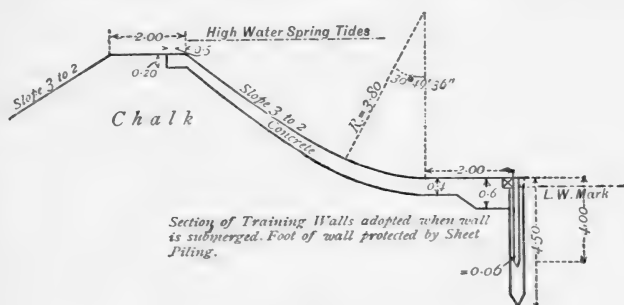 2.00
High Water Spring Tides
0.5
0.20
Slope 3 to 2
Chalk
Slope 3 to 2
Concrete
R=3.80
30° 49' 36"
2.00
0.4
0.6
L.W. Mark
4.00
4.50
=0.06
Section of Training Walls adopted when wall
is submerged. Foot of wall protected by Sheet
Piling.